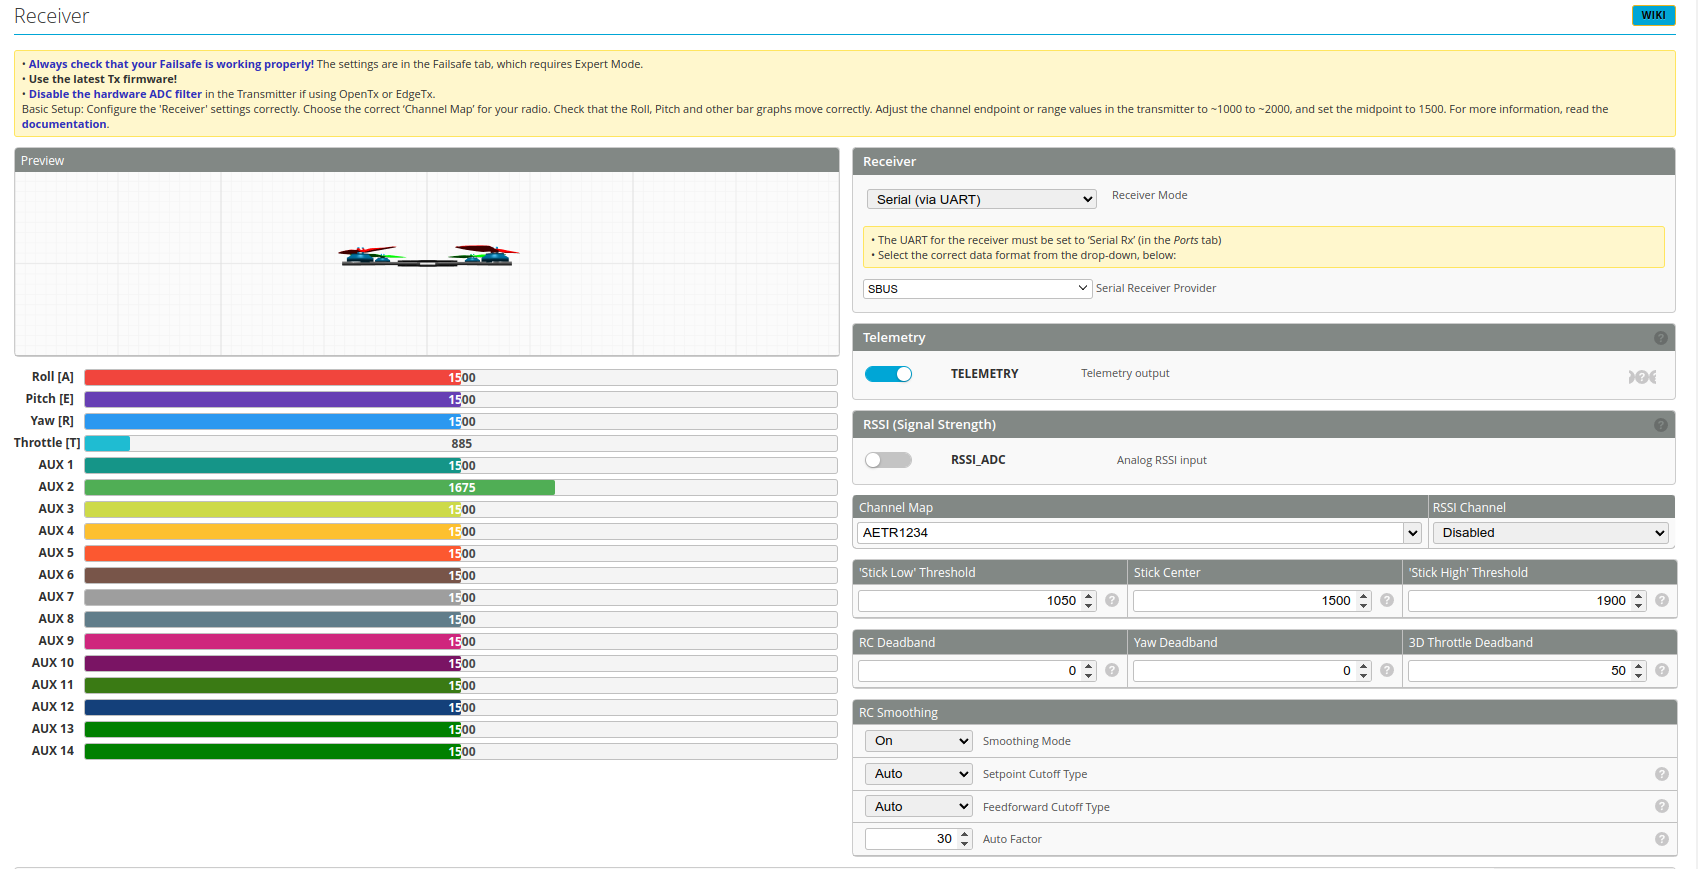 Receiver
WIKI
• Always check that your Failsafe is working properly! The settings are in the Failsafe tab, which requires Expert Mode.
• Use the latest Tx firmware!
• Disable the hardware ADC filter in the Transmitter if using OpenTx or EdgeTx.
Basic Setup: Configure the 'Receiver' settings correctly. Choose the correct 'Channel Map' for your radio. Check that the Roll, Pitch and other bar graphs move correctly. Adjust the channel endpoint or range values in the transmitter to ~1000 to ~2000, and set the midpoint to 1500. For more information, read the
documentation.
Preview
Roll [A] 1500
Pitch [E] 1500
Yaw [R] 1500
Throttle [T] 885
AUX 1 1500
AUX 2 1675
AUX 3 1500
AUX 4 1500
AUX 5 1500
AUX 6 1500
AUX 7 1500
AUX 8 1500
AUX 9 1500
AUX 10 1500
AUX 11 1500
AUX 12 1500
AUX 13 1500
AUX 14 1500
Receiver
Serial (via UART) Receiver Mode
• The UART for the receiver must be set to 'Serial Rx' (in the Ports tab)
• Select the correct data format from the drop-down, below:
SBUS Serial Receiver Provider
Telemetry ?
TELEMETRY Telemetry output
?
RSSI (Signal Strength) ?
RSSI_ADC Analog RSSI input
Channel Map RSSI Channel
AETR1234 Disabled
'Stick Low' Threshold Stick Center 'Stick High' Threshold
1050 ? 1500 ? 1900 ?
RC Deadband Yaw Deadband 3D Throttle Deadband
0 ? 0 ? 50 ?
RC Smoothing
On Smoothing Mode
Auto Setpoint Cutoff Type ?
Auto Feedforward Cutoff Type ?
30 Auto Factor ?